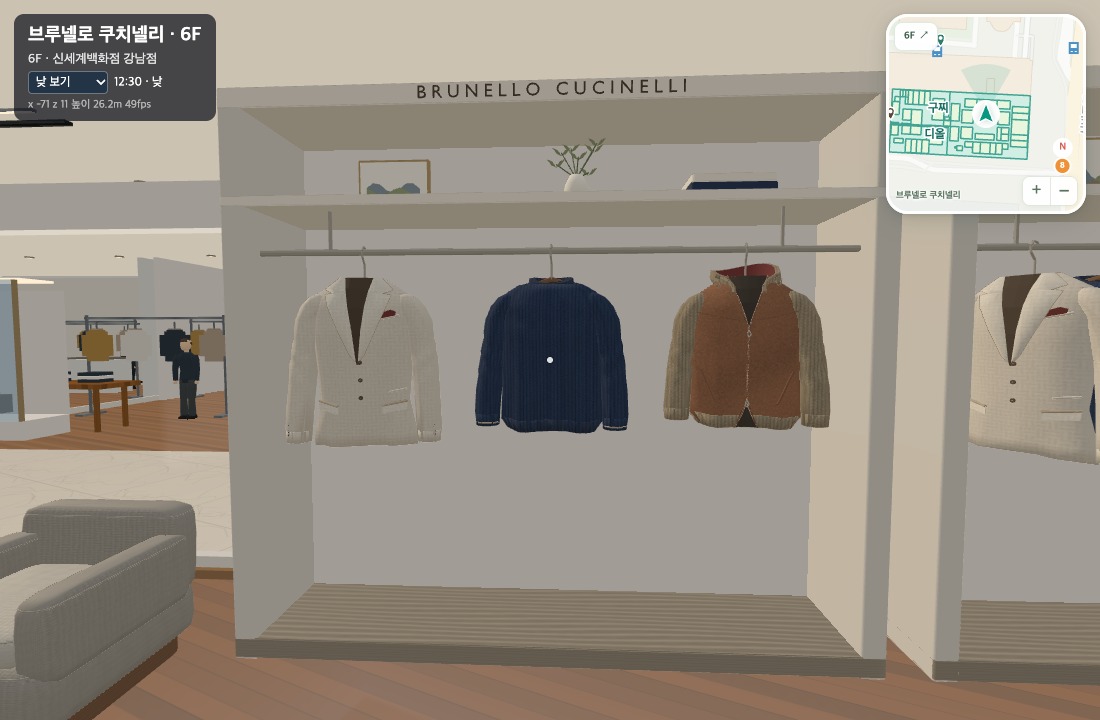 브루넬로 쿠치넬리 · 6F
6F · 신세계백화점 강남점
낮 보기 12:30 · 낮
x -71 z 11 높이 26.2m 49fps
BRUNELLO CUCINELLI
6F ↗
구찌
디올
N
8
브루넬로 쿠치넬리
+ −